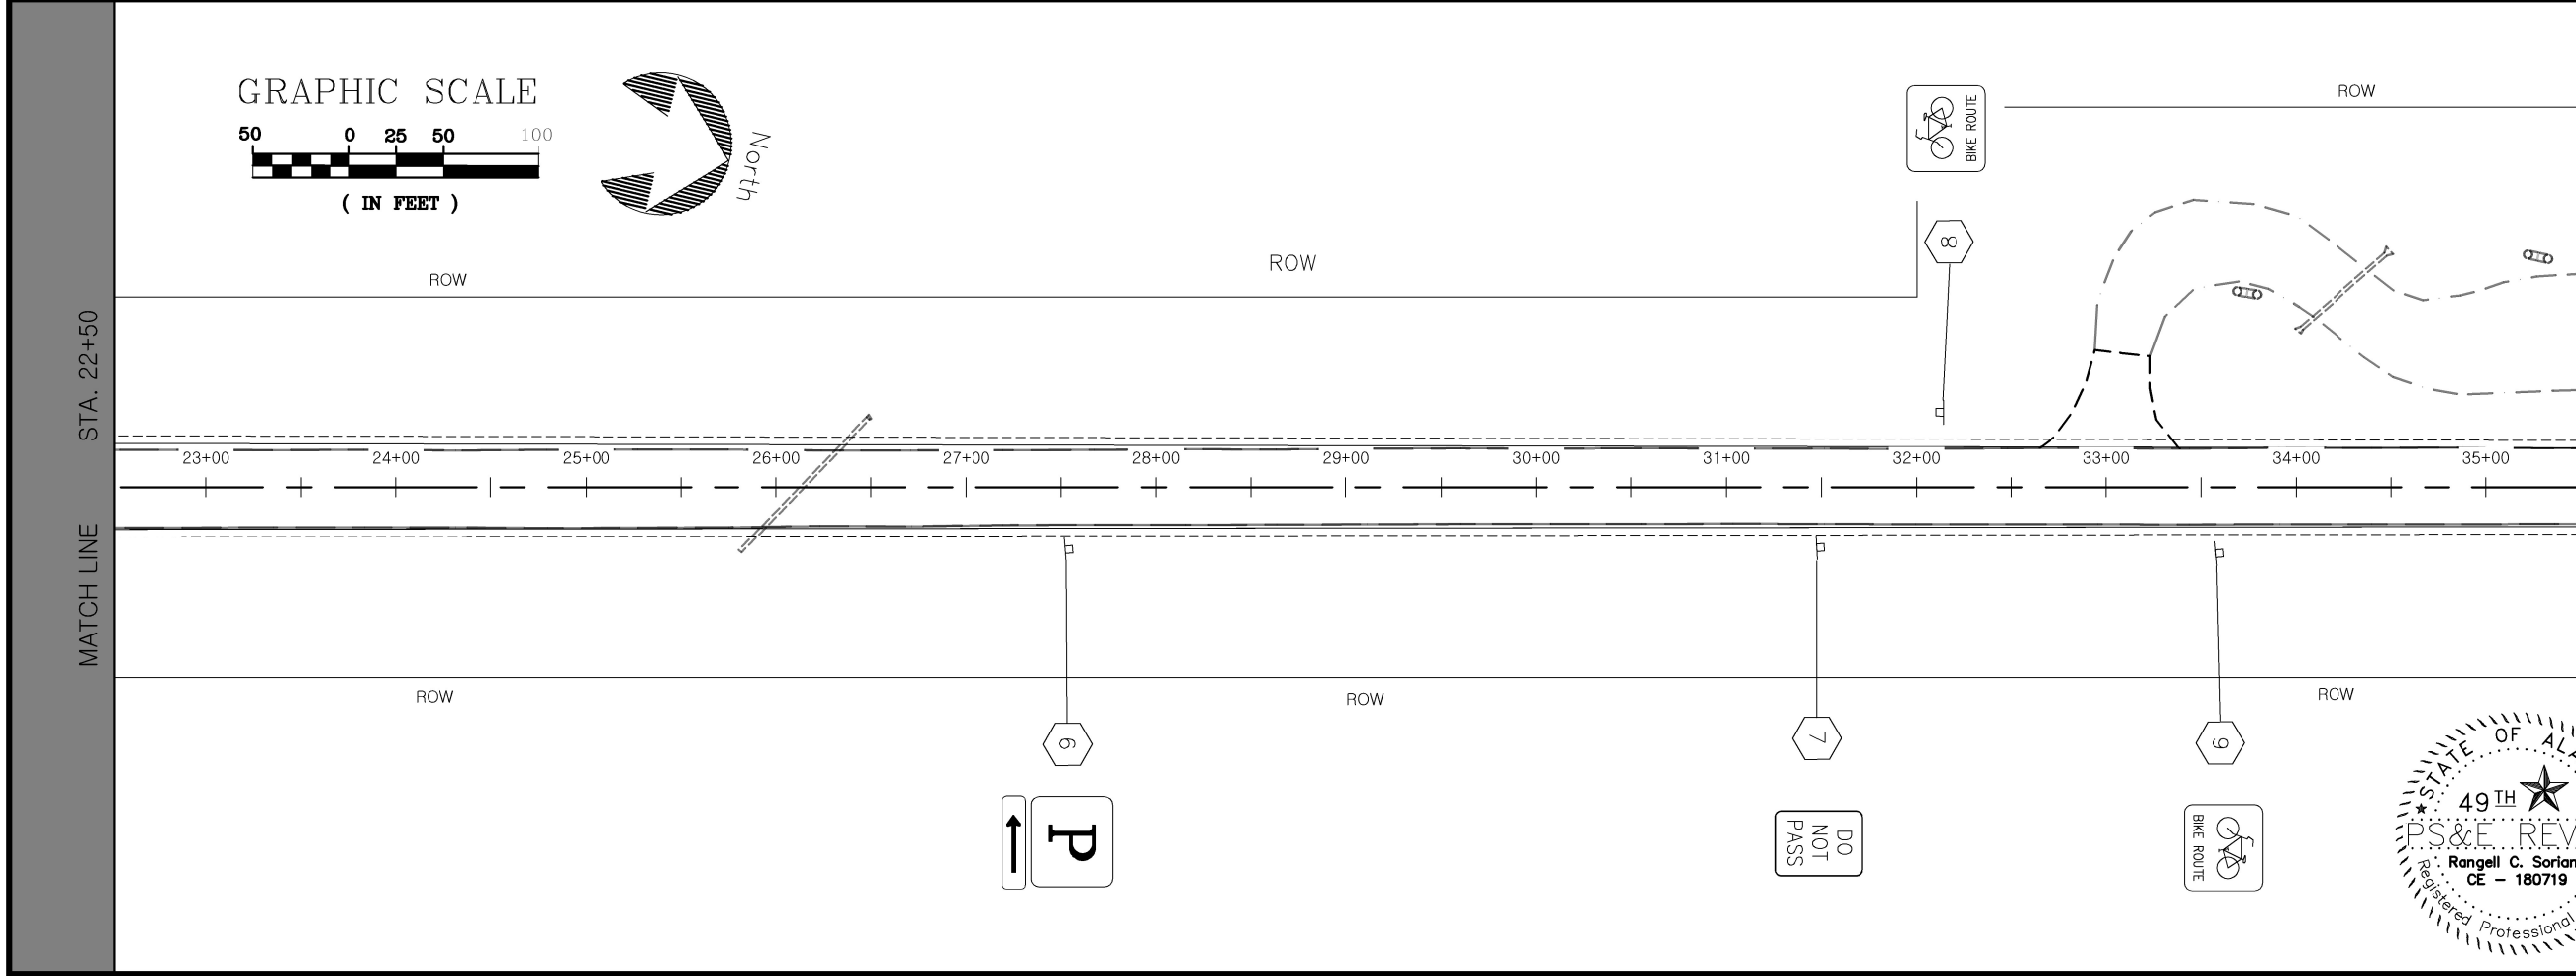 GRAPHIC SCALE
50 0 25 50 100
( IN FEET )
North
BIKE ROUTE
ROW
8
ROW
ROW
STA. 22+50
MATCH LINE
23+00 24+00 25+00 26+00 27+00 28+00 29+00 30+00 31+00 32+00 33+00 34+00 35+00
ROW
ROW
RCW
6
7
9
P
DO
NOT
PASS
BIKE ROUTE
STATE OF ALA
49TH
PS&E REV
Rangell C. Sorian
CE - 180719
Registered Professional